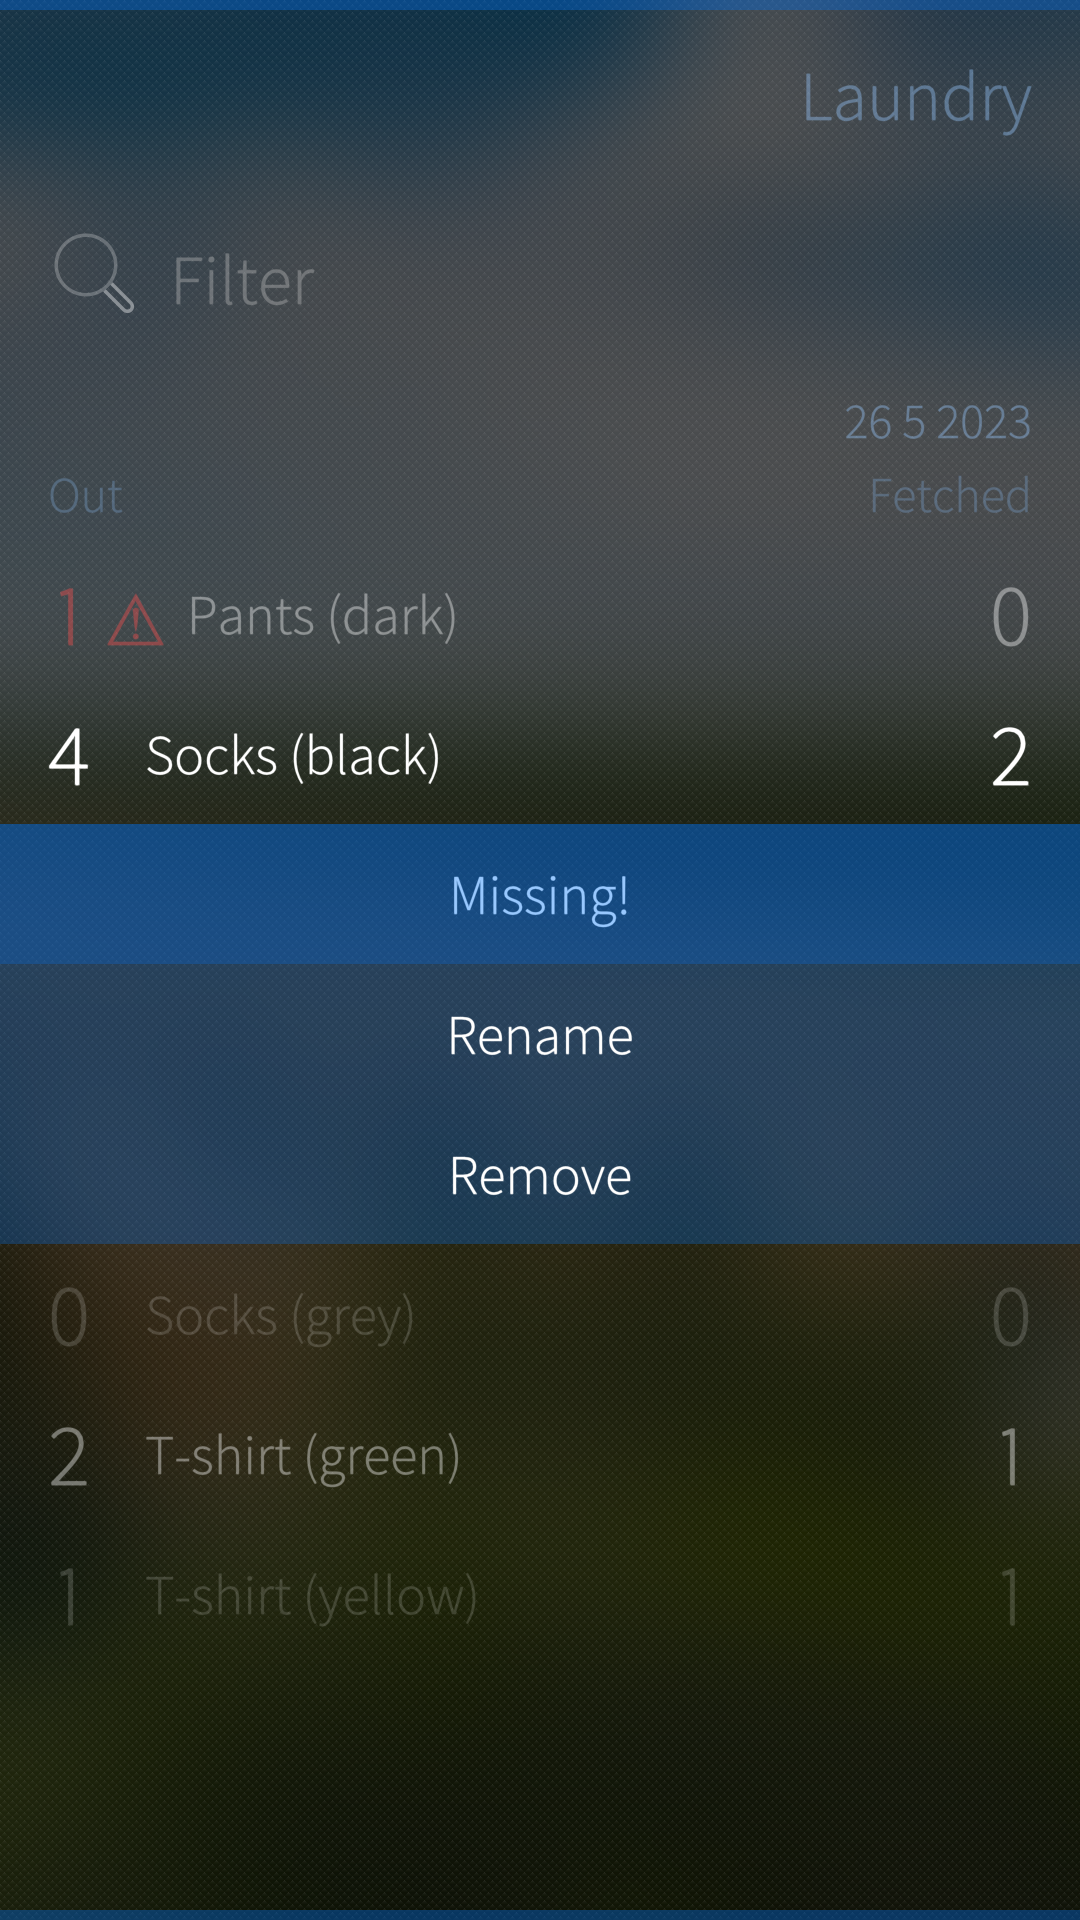 Laundry
Filter
26 5 2023
Out Fetched
1 ⚠ Pants (dark) 0
4 Socks (black) 2
Missing!
Rename
Remove
0 Socks (grey) 0
2 T-shirt (green) 1
1 T-shirt (yellow) 1